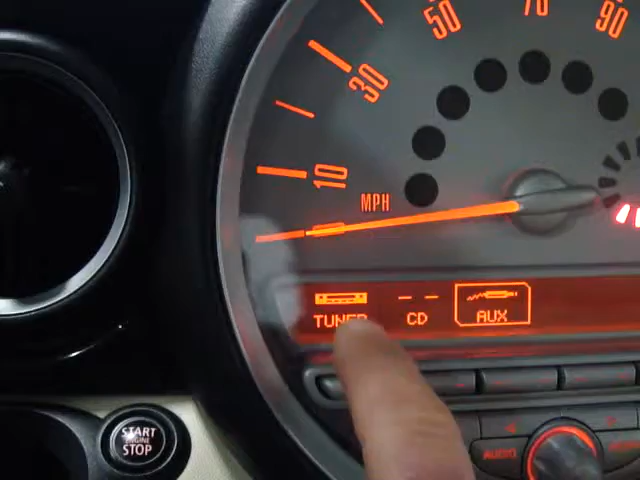 50
70
90
30
10
MPH
TUNER
CD
AUX
START
ENGINE
STOP
AUDIO